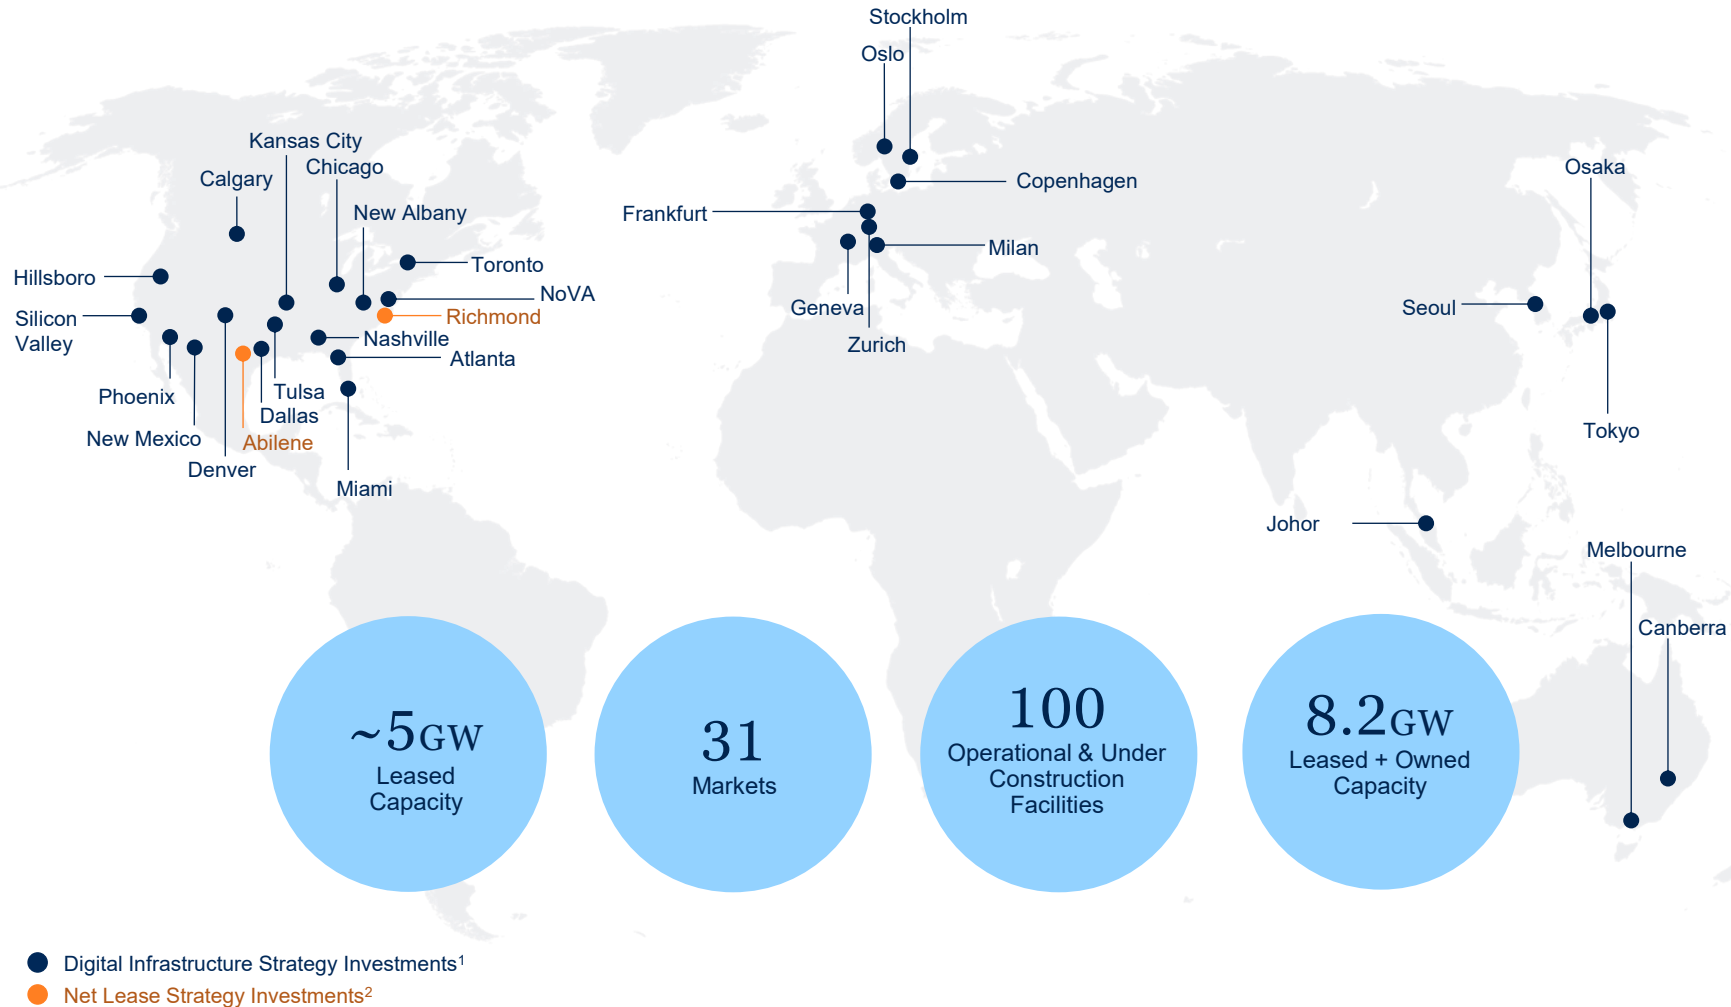 Stockholm
Oslo
Kansas City
Chicago
Calgary
New Albany
Toronto
Hillsboro
NoVA
Richmond
Silicon
Valley
Nashville
Atlanta
Phoenix
Tulsa
Dallas
New Mexico
Abilene
Denver
Miami
Copenhagen
Frankfurt
Milan
Geneva
Zurich
Osaka
Seoul
Tokyo
Johor
Melbourne
Canberra
~5GW
Leased
Capacity
31
Markets
100
Operational & Under
Construction
Facilities
8.2GW
Leased + Owned
Capacity
Digital Infrastructure Strategy Investments¹
Net Lease Strategy Investments²